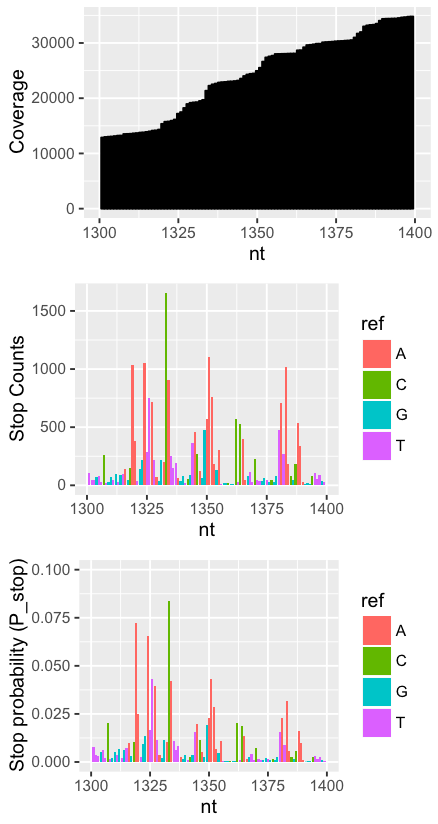 Coverage
30000
20000
10000
0
1300 1325 1350 1375 1400
nt
Stop Counts
1500
1000
500
0
1300 1325 1350 1375 1400
nt
ref
A
C
G
T
Stop probability (P_stop)
0.100
0.075
0.050
0.025
0.000
1300 1325 1350 1375 1400
nt
ref
A
C
G
T